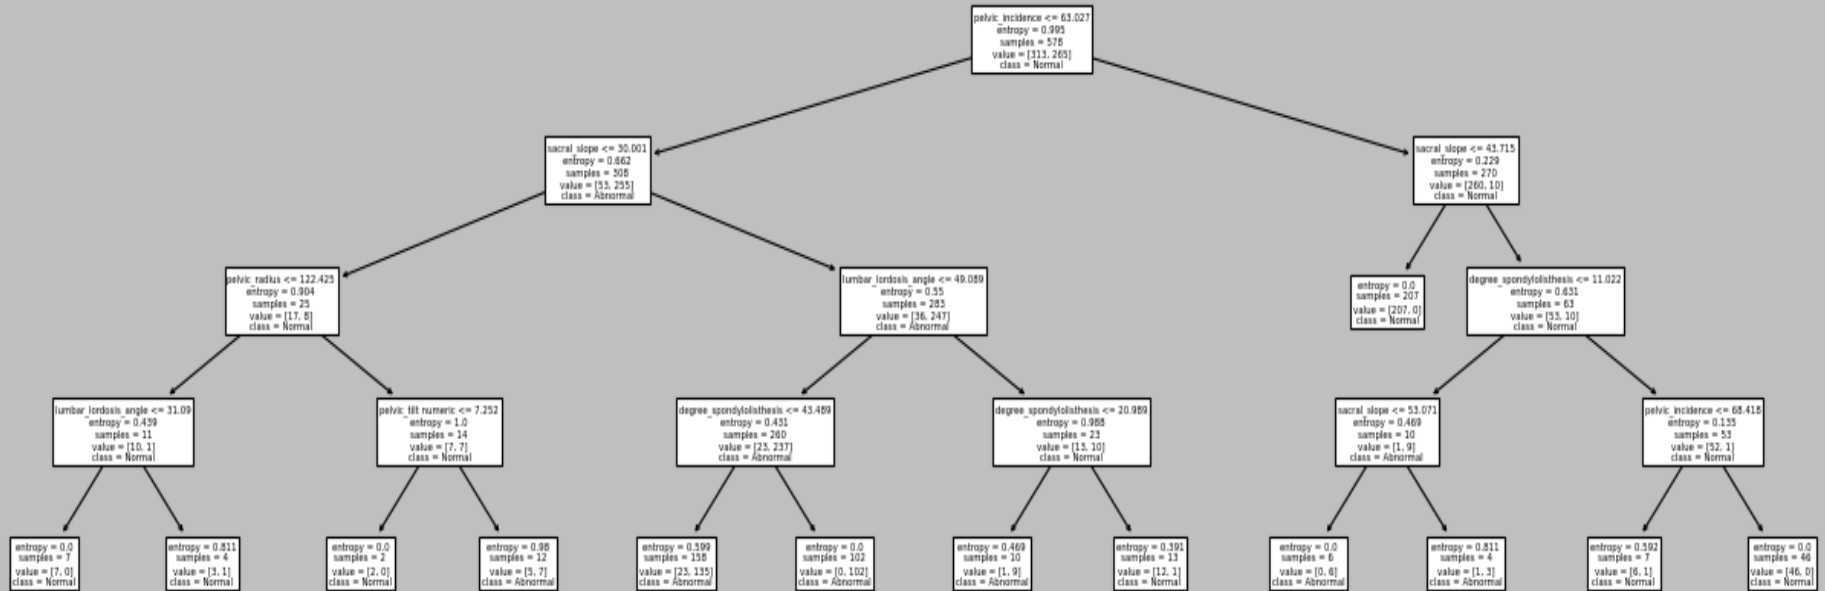 pelvic_incidence <= 63.027
entropy = 0.995
samples = 578
value = [313, 265]
class = Normal
sacral_slope <= 30.001
entropy = 0.662
samples = 308
value = [53, 255]
class = Abnormal
sacral_slope <= 43.715
entropy = 0.229
samples = 270
value = [260, 10]
class = Normal
pelvic_radius <= 122.425
entropy = 0.904
samples = 25
value = [17, 8]
class = Normal
lumbar_lordosis_angle <= 49.089
entropy = 0.55
samples = 283
value = [36, 247]
class = Abnormal
entropy = 0.0
samples = 207
value = [207, 0]
class = Normal
degree_spondylolisthesis <= 11.022
entropy = 0.631
samples = 63
value = [53, 10]
class = Normal
lumbar_lordosis_angle <= 31.09
entropy = 0.439
samples = 11
value = [10, 1]
class = Normal
pelvic_tilt numeric <= 7.252
entropy = 1.0
samples = 14
value = [7, 7]
class = Normal
degree_spondylolisthesis <= 43.489
entropy = 0.431
samples = 260
value = [23, 237]
class = Abnormal
degree_spondylolisthesis <= 20.989
entropy = 0.988
samples = 23
value = [13, 10]
class = Normal
sacral_slope <= 53.071
entropy = 0.469
samples = 10
value = [1, 9]
class = Abnormal
pelvic_incidence <= 68.418
entropy = 0.135
samples = 53
value = [52, 1]
class = Normal
entropy = 0.0
samples = 7
value = [7, 0]
class = Normal
entropy = 0.811
samples = 4
value = [3, 1]
class = Normal
entropy = 0.0
samples = 2
value = [2, 0]
class = Normal
entropy = 0.98
samples = 12
value = [5, 7]
class = Abnormal
entropy = 0.599
samples = 158
value = [23, 135]
class = Abnormal
entropy = 0.0
samples = 102
value = [0, 102]
class = Abnormal
entropy = 0.469
samples = 10
value = [1, 9]
class = Abnormal
entropy = 0.391
samples = 13
value = [12, 1]
class = Normal
entropy = 0.0
samples = 6
value = [0, 6]
class = Abnormal
entropy = 0.811
samples = 4
value = [1, 3]
class = Abnormal
entropy = 0.592
samples = 7
value = [6, 1]
class = Normal
entropy = 0.0
samples = 46
value = [46, 0]
class = Normal